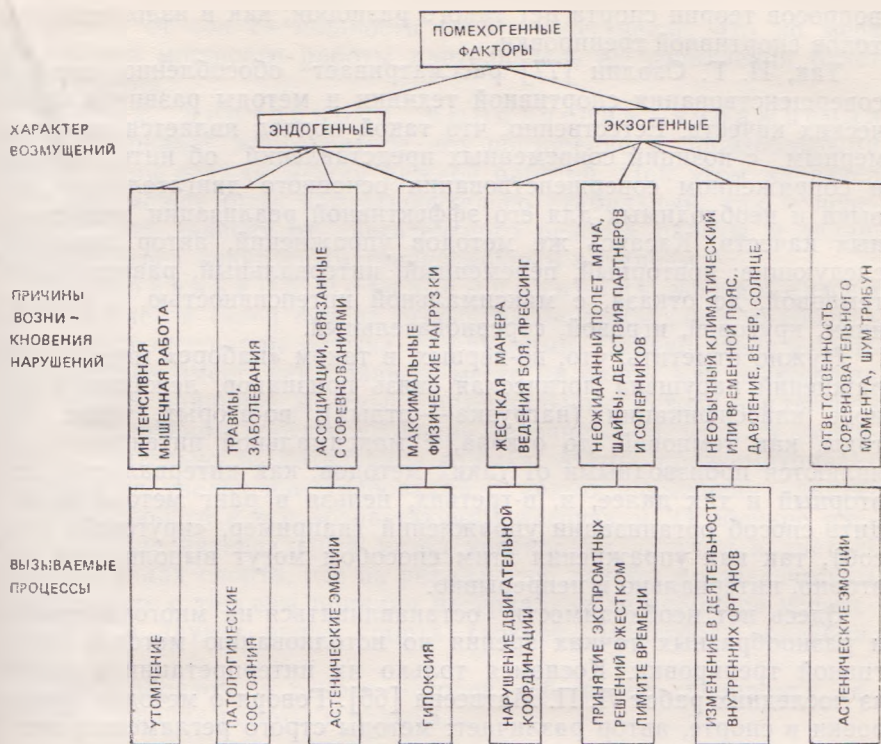 ПОМЕХОГЕННЫЕ
ФАКТОРЫ
ХАРАКТЕР
ВОЗМУЩЕНИЙ
ЭНДОГЕННЫЕ
ЭКЗОГЕННЫЕ
ПРИЧИНЫ
ВОЗНИ –
КНОВЕНИЯ
НАРУШЕНИЙ
ИНТЕНСИВНАЯ
МЫШЕЧНАЯ РАБОТА
ТРАВМЫ,
ЗАБОЛЕВАНИЯ
АССОЦИАЦИИ, СВЯЗАННЫЕ
С СОРЕВНОВАНИЯМИ
МАКСИМАЛЬНЫЕ
ФИЗИЧЕСКИЕ НАГРУЗКИ
ЖЕСТКАЯ МАНЕРА
ВЕДЕНИЯ БОЯ, ПРЕССИНГ
НЕОЖИДАННЫЙ ПОЛЕТ МЯЧА,
ШАЙБЫ; ДЕЙСТВИЯ ПАРТНЕРОВ
И СОПЕРНИКОВ
НЕОБЫЧНЫЙ КЛИМАТИЧЕСКИЙ
ИЛИ ВРЕМЕННОЙ ПОЯС,
ДАВЛЕНИЕ, ВЕТЕР, СОЛНЦЕ
ОТВЕТСТВЕННОСТЬ
СОРЕВНОВАТЕЛЬНОГО
МОМЕНТА, ШУМ ТРИБУН
ВЫЗЫВАЕМЫЕ
ПРОЦЕССЫ
УТОМЛЕНИЕ
ПАТОЛОГИЧЕСКИЕ
СОСТОЯНИЯ
АСТЕНИЧЕСКИЕ ЭМОЦИИ
ГИПОКСИЯ
НАРУШЕНИЕ ДВИГАТЕЛЬНОЙ
КООРДИНАЦИИ
ПРИНЯТИЕ ЭКСПРОМТНЫХ
РЕШЕНИЙ В ЖЕСТКОМ
ЛИМИТЕ ВРЕМЕНИ
ИЗМЕНЕНИЕ В ДЕЯТЕЛЬНОСТИ
ВНУТРЕННИХ ОРГАНОВ
АСТЕНИЧЕСКИЕ ЭМОЦИИ